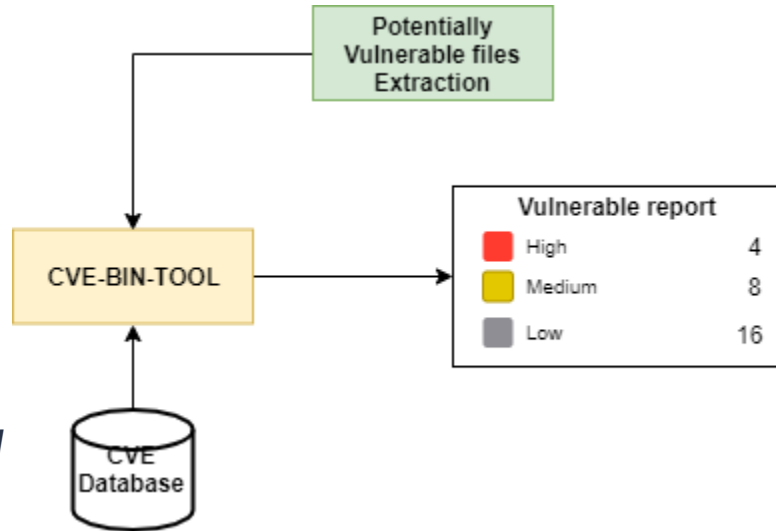 Potentially
Vulnerable files
Extraction
CVE-BIN-TOOL
Vulnerable report
High 4
Medium 8
Low 16
CVE
Database